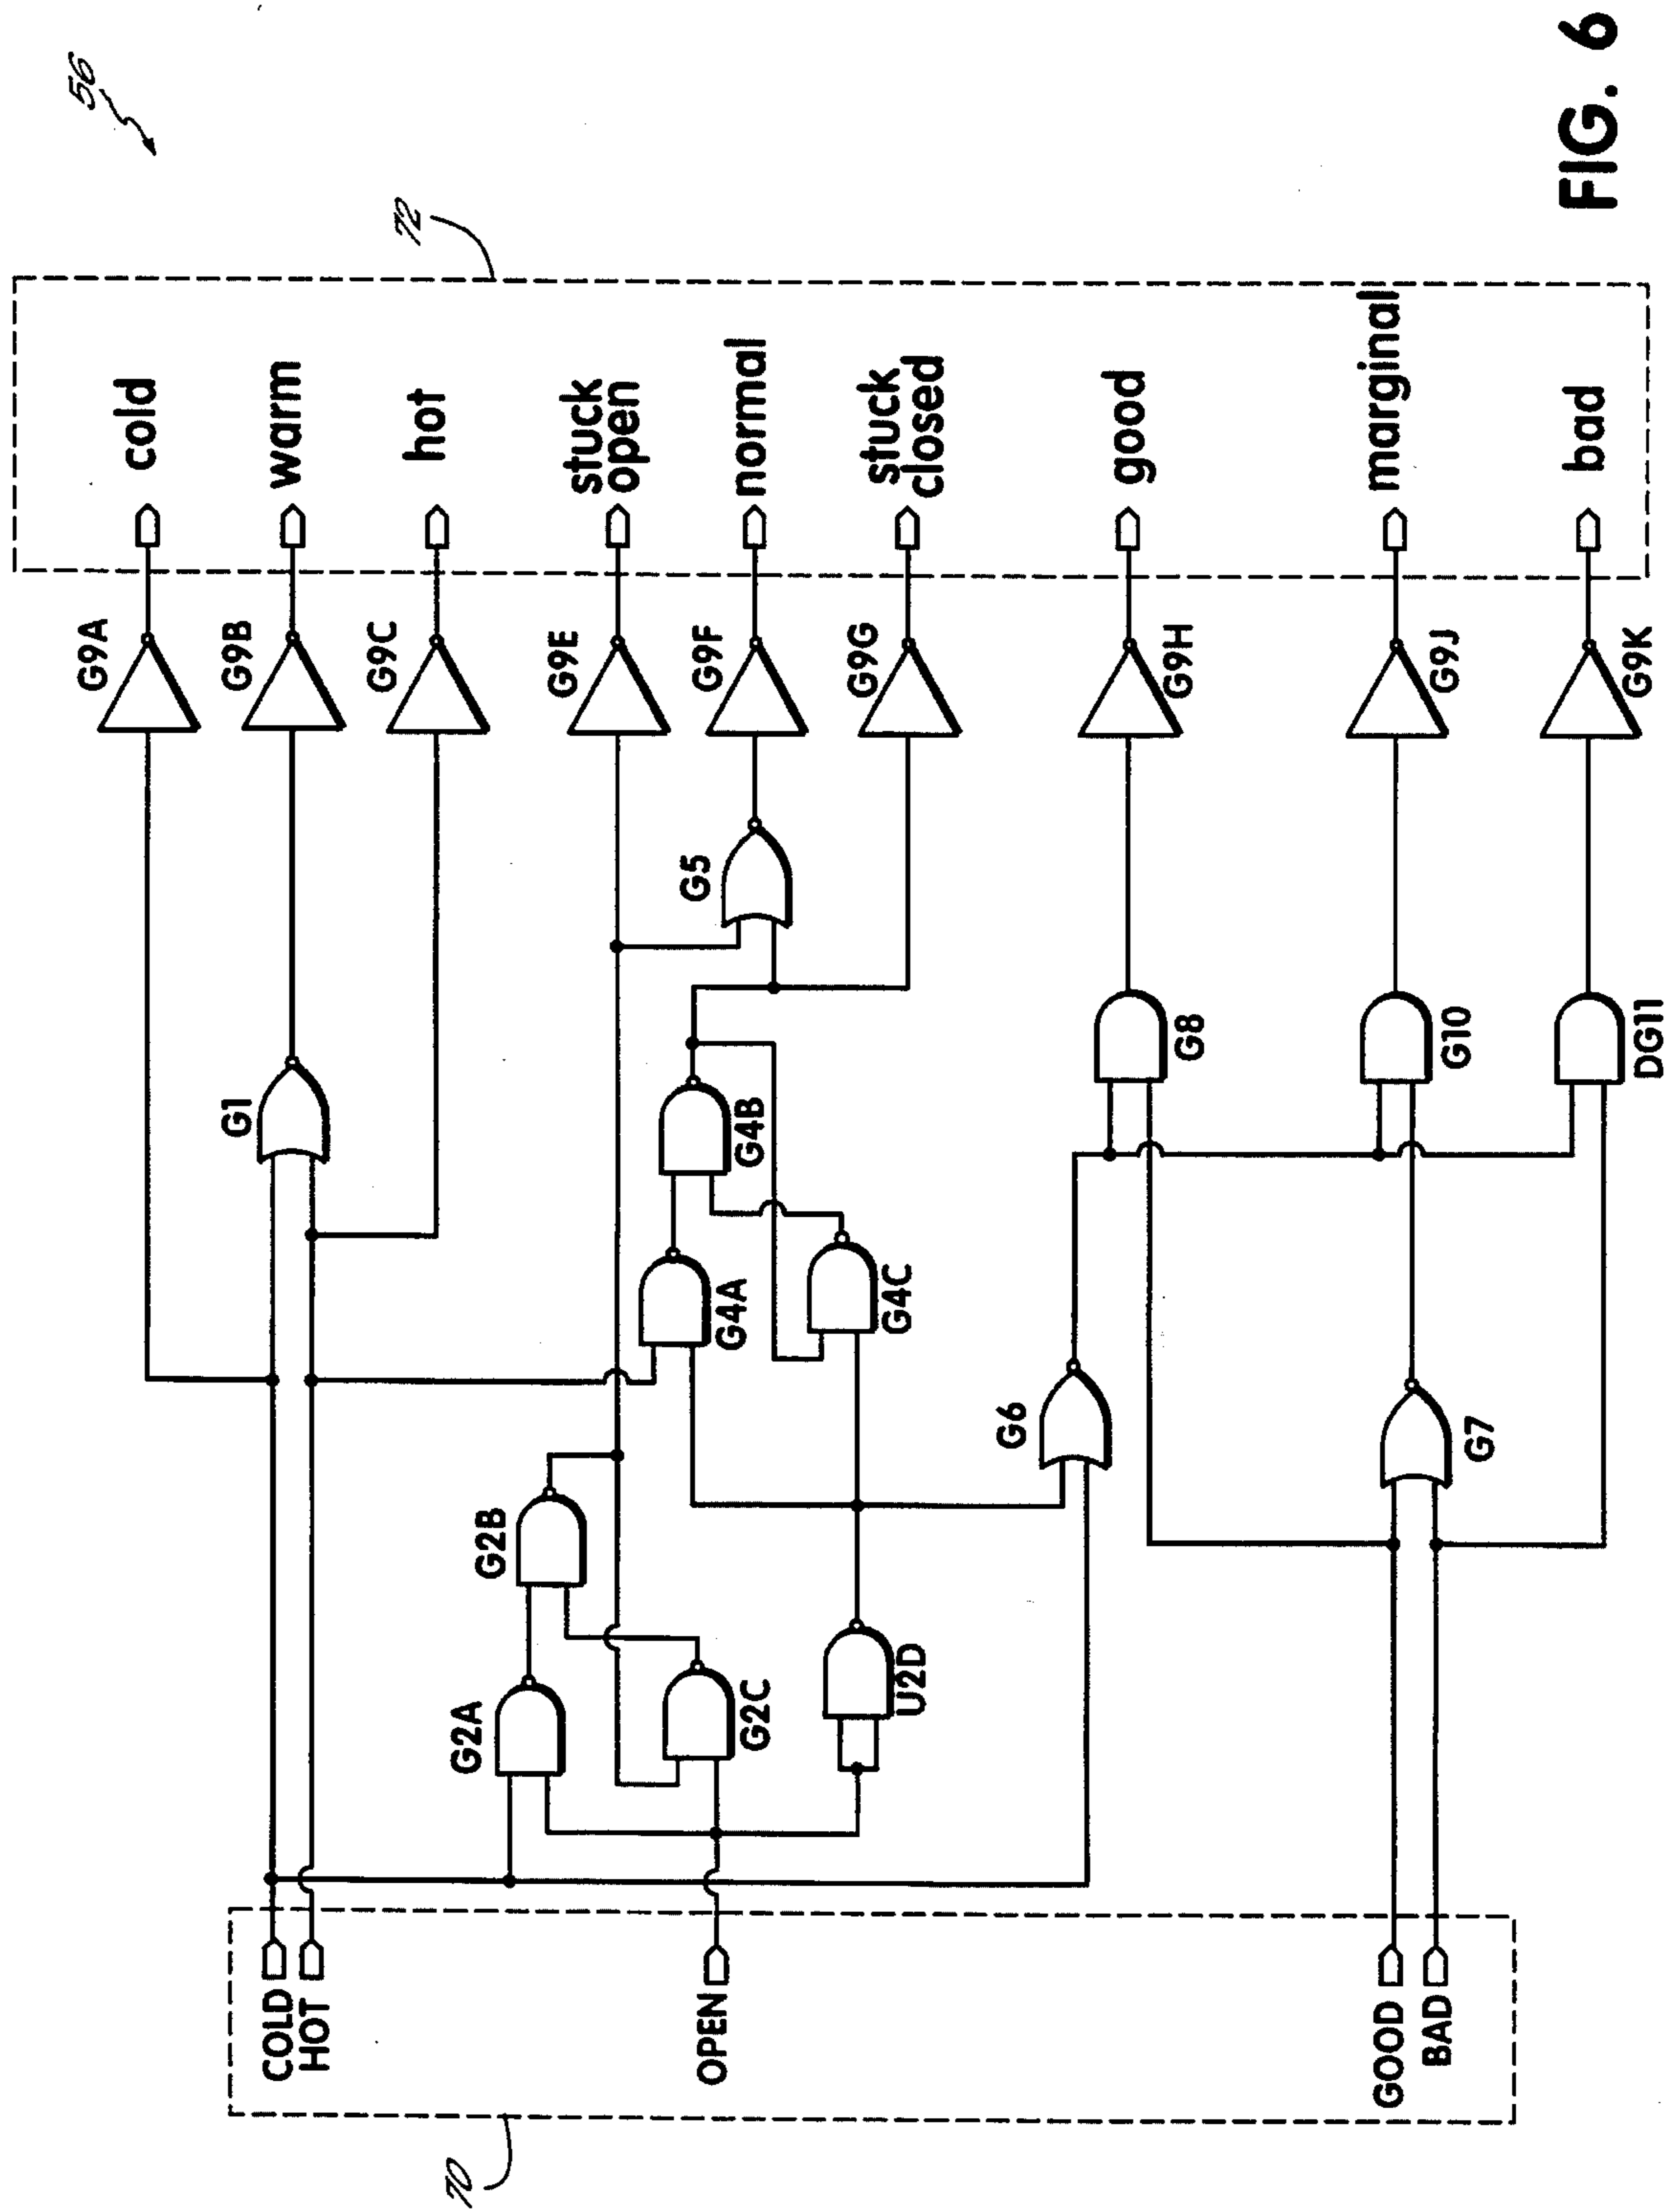 56
72
cold
warm
hot
stuck
open
normal
stuck
closed
good
marginal
bad
G9A
G9B
G9C
G9E
G9F
G9G
G9H
G9J
G9K
G1
G5
G4B
G4A
G4C
G8
G10
DG11
G6
G7
G2B
G2A
G2C
U2D
COLD
HOT
OPEN
GOOD
BAD
70
FIG. 6